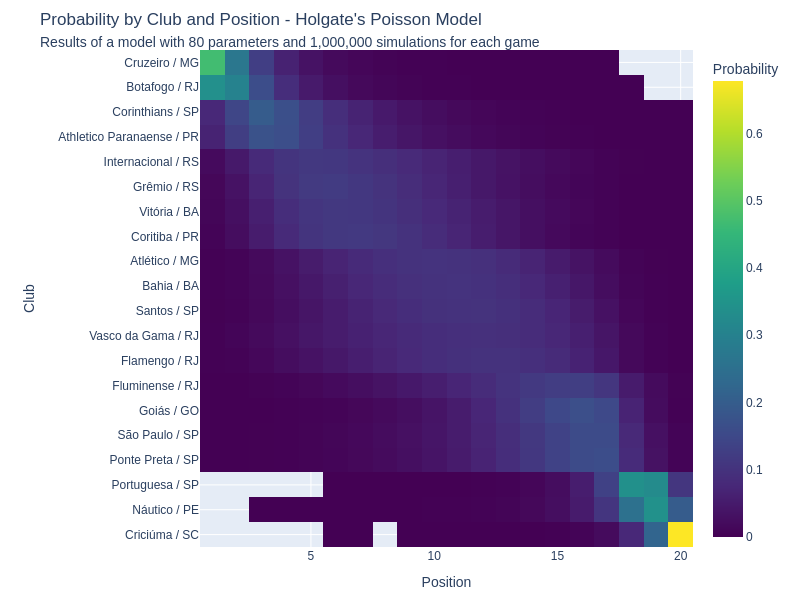 Probability by Club and Position - Holgate's Poisson Model
Results of a model with 80 parameters and 1,000,000 simulations for each game
Probability
Cruzeiro / MG
Botafogo / RJ
Corinthians / SP
Athletico Paranaense / PR
Internacional / RS
Grêmio / RS
Vitória / BA
Coritiba / PR
Atlético / MG
Bahia / BA
Santos / SP
Vasco da Gama / RJ
Flamengo / RJ
Fluminense / RJ
Goiás / GO
São Paulo / SP
Ponte Preta / SP
Portuguesa / SP
Náutico / PE
Criciúma / SC
Club
5
10
15
20
Position
0.6
0.5
0.4
0.3
0.2
0.1
0